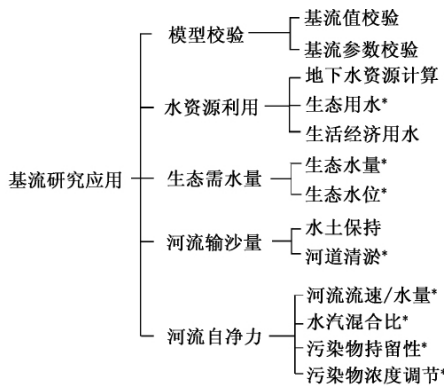 基流值校验
模型校验
基流参数校验
地下水资源计算
水资源利用
生态用水*
生活经济用水
基流研究应用
生态需水量
生态水量*
生态水位*
河流输沙量
水土保持
河道清淤*
河流流速/水量*
水汽混合比*
河流自净力
污染物持留性*
污染物浓度调节*